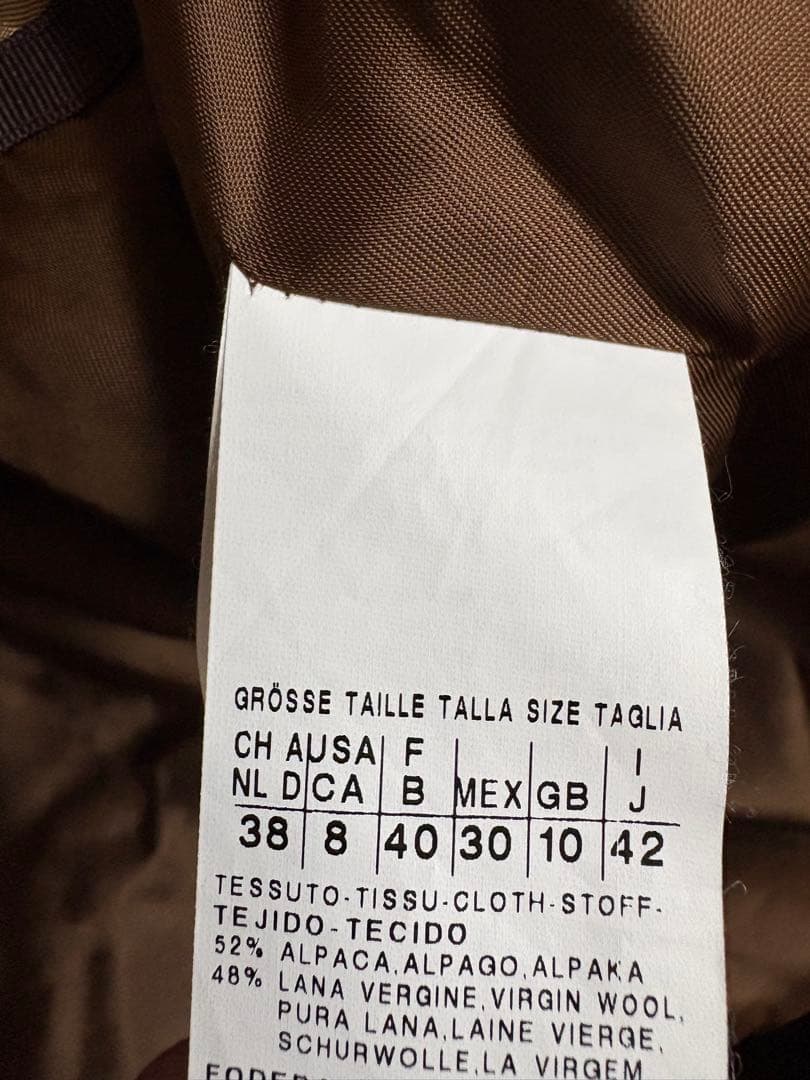 GRÖSSE TAILLE TALLA SIZE TAGLIA
CH A USA F I
NL D CA B MEX GB J
38 8 40 30 10 42
TESSUTO-TISSU-CLOTH-STOFF-
TEJIDO-TECIDO
52% ALPACA,ALPAGO,ALPAKA
48% LANA VERGINE,VIRGIN WOOL,
PURA LANA,LAINE VIERGE,
SCHURWOLLE,LA VIRGEM